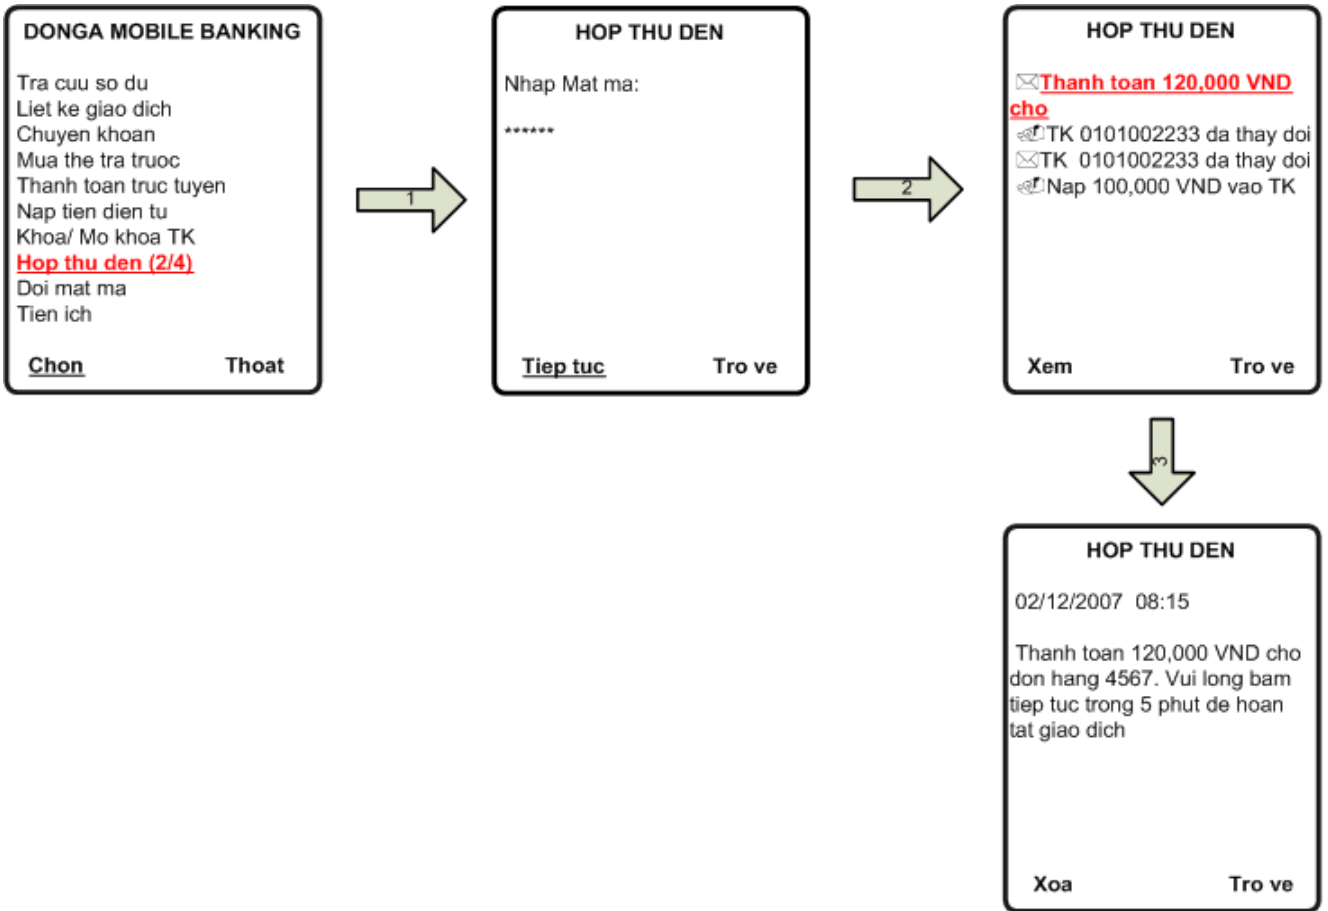 DONGA MOBILE BANKING
Tra cuu so du
Liet ke giao dich
Chuyen khoan
Mua the tra truoc
Thanh toan truc tuyen
Nap tien dien tu
Khoa/ Mo khoa TK
Hop thu den (2/4)
Doi mat ma
Tien ich
Chon Thoat
1
HOP THU DEN
Nhap Mat ma:
******
Tiep tuc Tro ve
2
HOP THU DEN
Thanh toan 120,000 VND
cho
TK 0101002233 da thay doi
TK 0101002233 da thay doi
Nap 100,000 VND vao TK
Xem Tro ve
3
HOP THU DEN
02/12/2007 08:15
Thanh toan 120,000 VND cho
don hang 4567. Vui long bam
tiep tuc trong 5 phut de hoan
tat giao dich
Xoa Tro ve